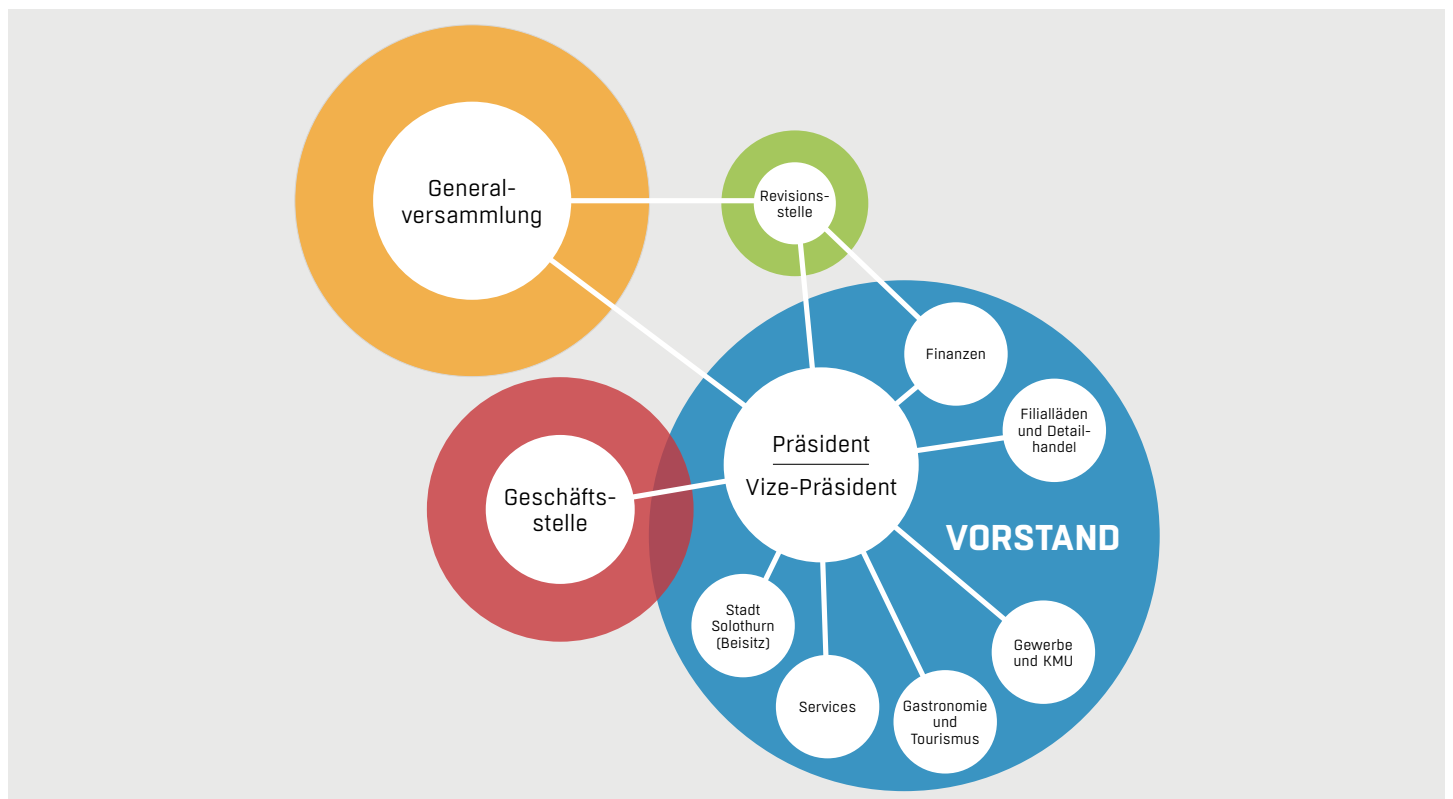 General-
versammlung
Revisions-
stelle
Finanzen
Filialläden
und Detail-
handel
Präsident
Vize-Präsident
Geschäfts-
stelle
VORSTAND
Stadt
Solothurn
(Beisitz)
Services
Gastronomie
und
Tourismus
Gewerbe
und KMU